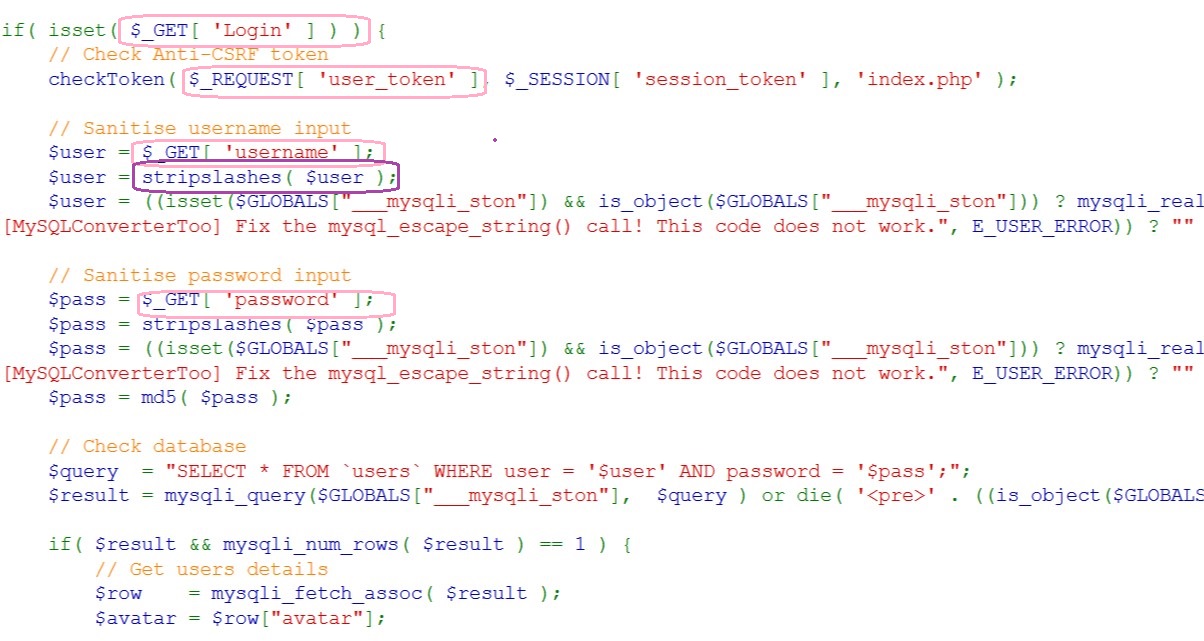 if( isset( $_GET[ 'Login' ] ) ) {
// Check Anti-CSRF token
checkToken( $_REQUEST[ 'user_token' ], $_SESSION[ 'session_token' ], 'index.php' );
// Sanitise username input
$user = $_GET[ 'username' ];
$user = stripslashes( $user );
$user = ((isset($GLOBALS["___mysqli_ston"]) && is_object($GLOBALS["___mysqli_ston"])) ? mysqli_real
[MySQLConverterToo] Fix the mysql_escape_string() call! This code does not work.", E_USER_ERROR)) ? ""
// Sanitise password input
$pass = $_GET[ 'password' ];
$pass = stripslashes( $pass );
$pass = ((isset($GLOBALS["___mysqli_ston"]) && is_object($GLOBALS["___mysqli_ston"])) ? mysqli_real
[MySQLConverterToo] Fix the mysql_escape_string() call! This code does not work.", E_USER_ERROR)) ? ""
$pass = md5( $pass );
// Check database
$query  = "SELECT * FROM `users` WHERE user = '$user' AND password = '$pass';";
$result = mysqli_query($GLOBALS["___mysqli_ston"],  $query ) or die( '<pre>' . ((is_object($GLOBALS
if( $result && mysqli_num_rows( $result ) == 1 ) {
// Get users details
$row    = mysqli_fetch_assoc( $result );
$avatar = $row["avatar"];